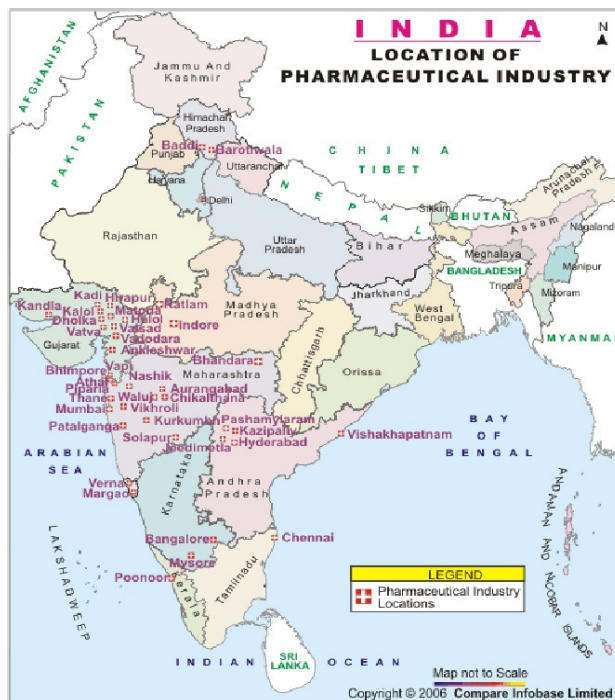 INDIA
N
LOCATION OF
PHARMACEUTICAL INDUSTRY
AFGHANISTAN
PAKISTAN
Jammu And
Kashmir
Himachal
Pradesh
Baddi
Barotiwala
Punjab
Uttaranchal
Haryana
Delhi
CHINA
TIBET
NEPAL
Sikkim
BHUTAN
Arunachal
Pradesh
Assam
Nagaland
Meghalaya
Manipur
BANGLADESH
Tripura
Mizoram
MYANMAR
Rajasthan
Uttar
Pradesh
Bihar
Jharkhand
West
Bengal
Kadi
Hirapur
Ratlam
Madhya
Pradesh
Kandla
Kalol
Matoda
Dholka
Halol
Indore
Valsad
Vatva
Vadodara
Gujarat
Ankleshwar
Chhattisgarh
Orissa
Vapi
Bhandara
Bhimpore
Nashik
Maharashtra
Athal
Aurangabad
Piparia
Waluj
Chikalthana
Thane
Vikhroli
Mumbai
Kurkumbh
Pashamylaram
Patalganga
Kazipally
Vishakhapatnam
Solapur
Hyderabad
Jeedimetla
BAY
OF
BENGAL
ARABIAN
SEA
Karnataka
Andhra
Pradesh
Verna
Margao
Bangalore
Chennai
Mysore
Poonoor
Kerala
Tamilnadu
LAKSHADWEEP
ANDAMAN AND NICOBAR ISLANDS
LEGEND
Pharmaceutical Industry
Locations
SRI
LANKA
INDIAN OCEAN
Map not to Scale
Copyright © 2006 Compare Infobase Limited